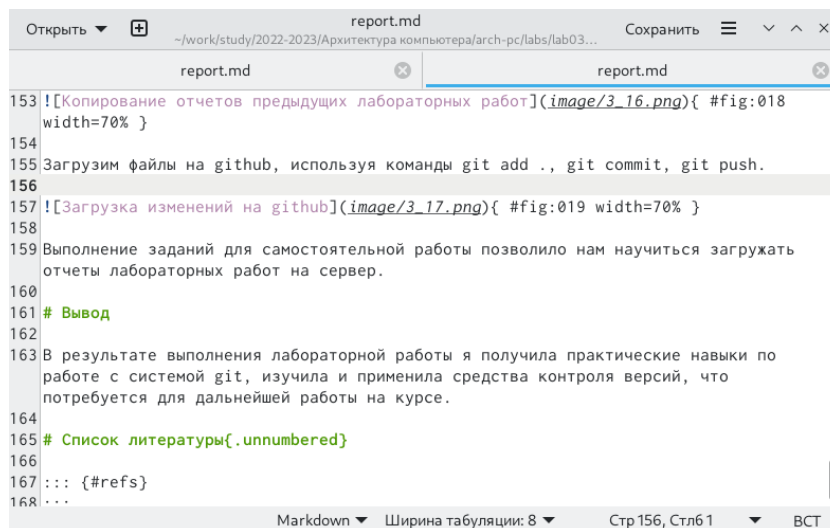 Открыть
report.md
~/work/study/2022-2023/Архитектура компьютера/arch-pc/labs/lab03...
Сохранить
report.md
report.md
153 ![Копирование отчетов предыдущих лабораторных работ](image/3_16.png){ #fig:018
width=70% }
154
155 Загрузим файлы на github, используя команды git add ., git commit, git push.
156
157 ![Загрузка изменений на github](image/3_17.png){ #fig:019 width=70% }
158
159 Выполнение заданий для самостоятельной работы позволило нам научиться загружать
отчеты лабораторных работ на сервер.
160
161 # Вывод
162
163 В результате выполнения лабораторной работы я получила практические навыки по
работе с системой git, изучила и применила средства контроля версий, что
потребуется для дальнейшей работы на курсе.
164
165 # Список литературы{.unnumbered}
166
167 ::: {#refs}
168 :::
Markdown Ширина табуляции: 8 Стр 156, Стлб 1 ВСТ